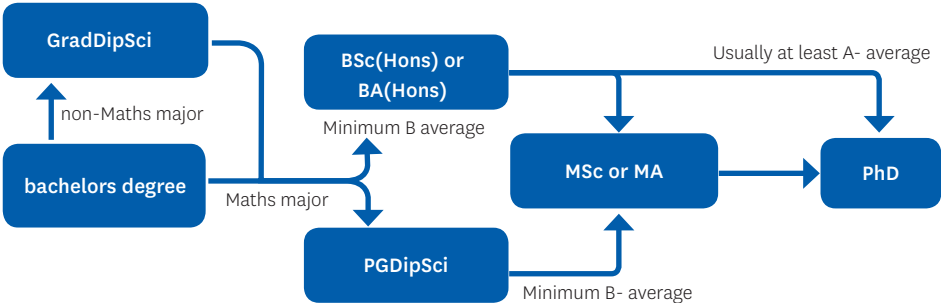 GradDipSci
non-Maths major
bachelors degree
Maths major
BSc(Hons) or
BA(Hons)
Minimum B average
PGDipSci
Minimum B- average
MSc or MA
Usually at least A- average
PhD